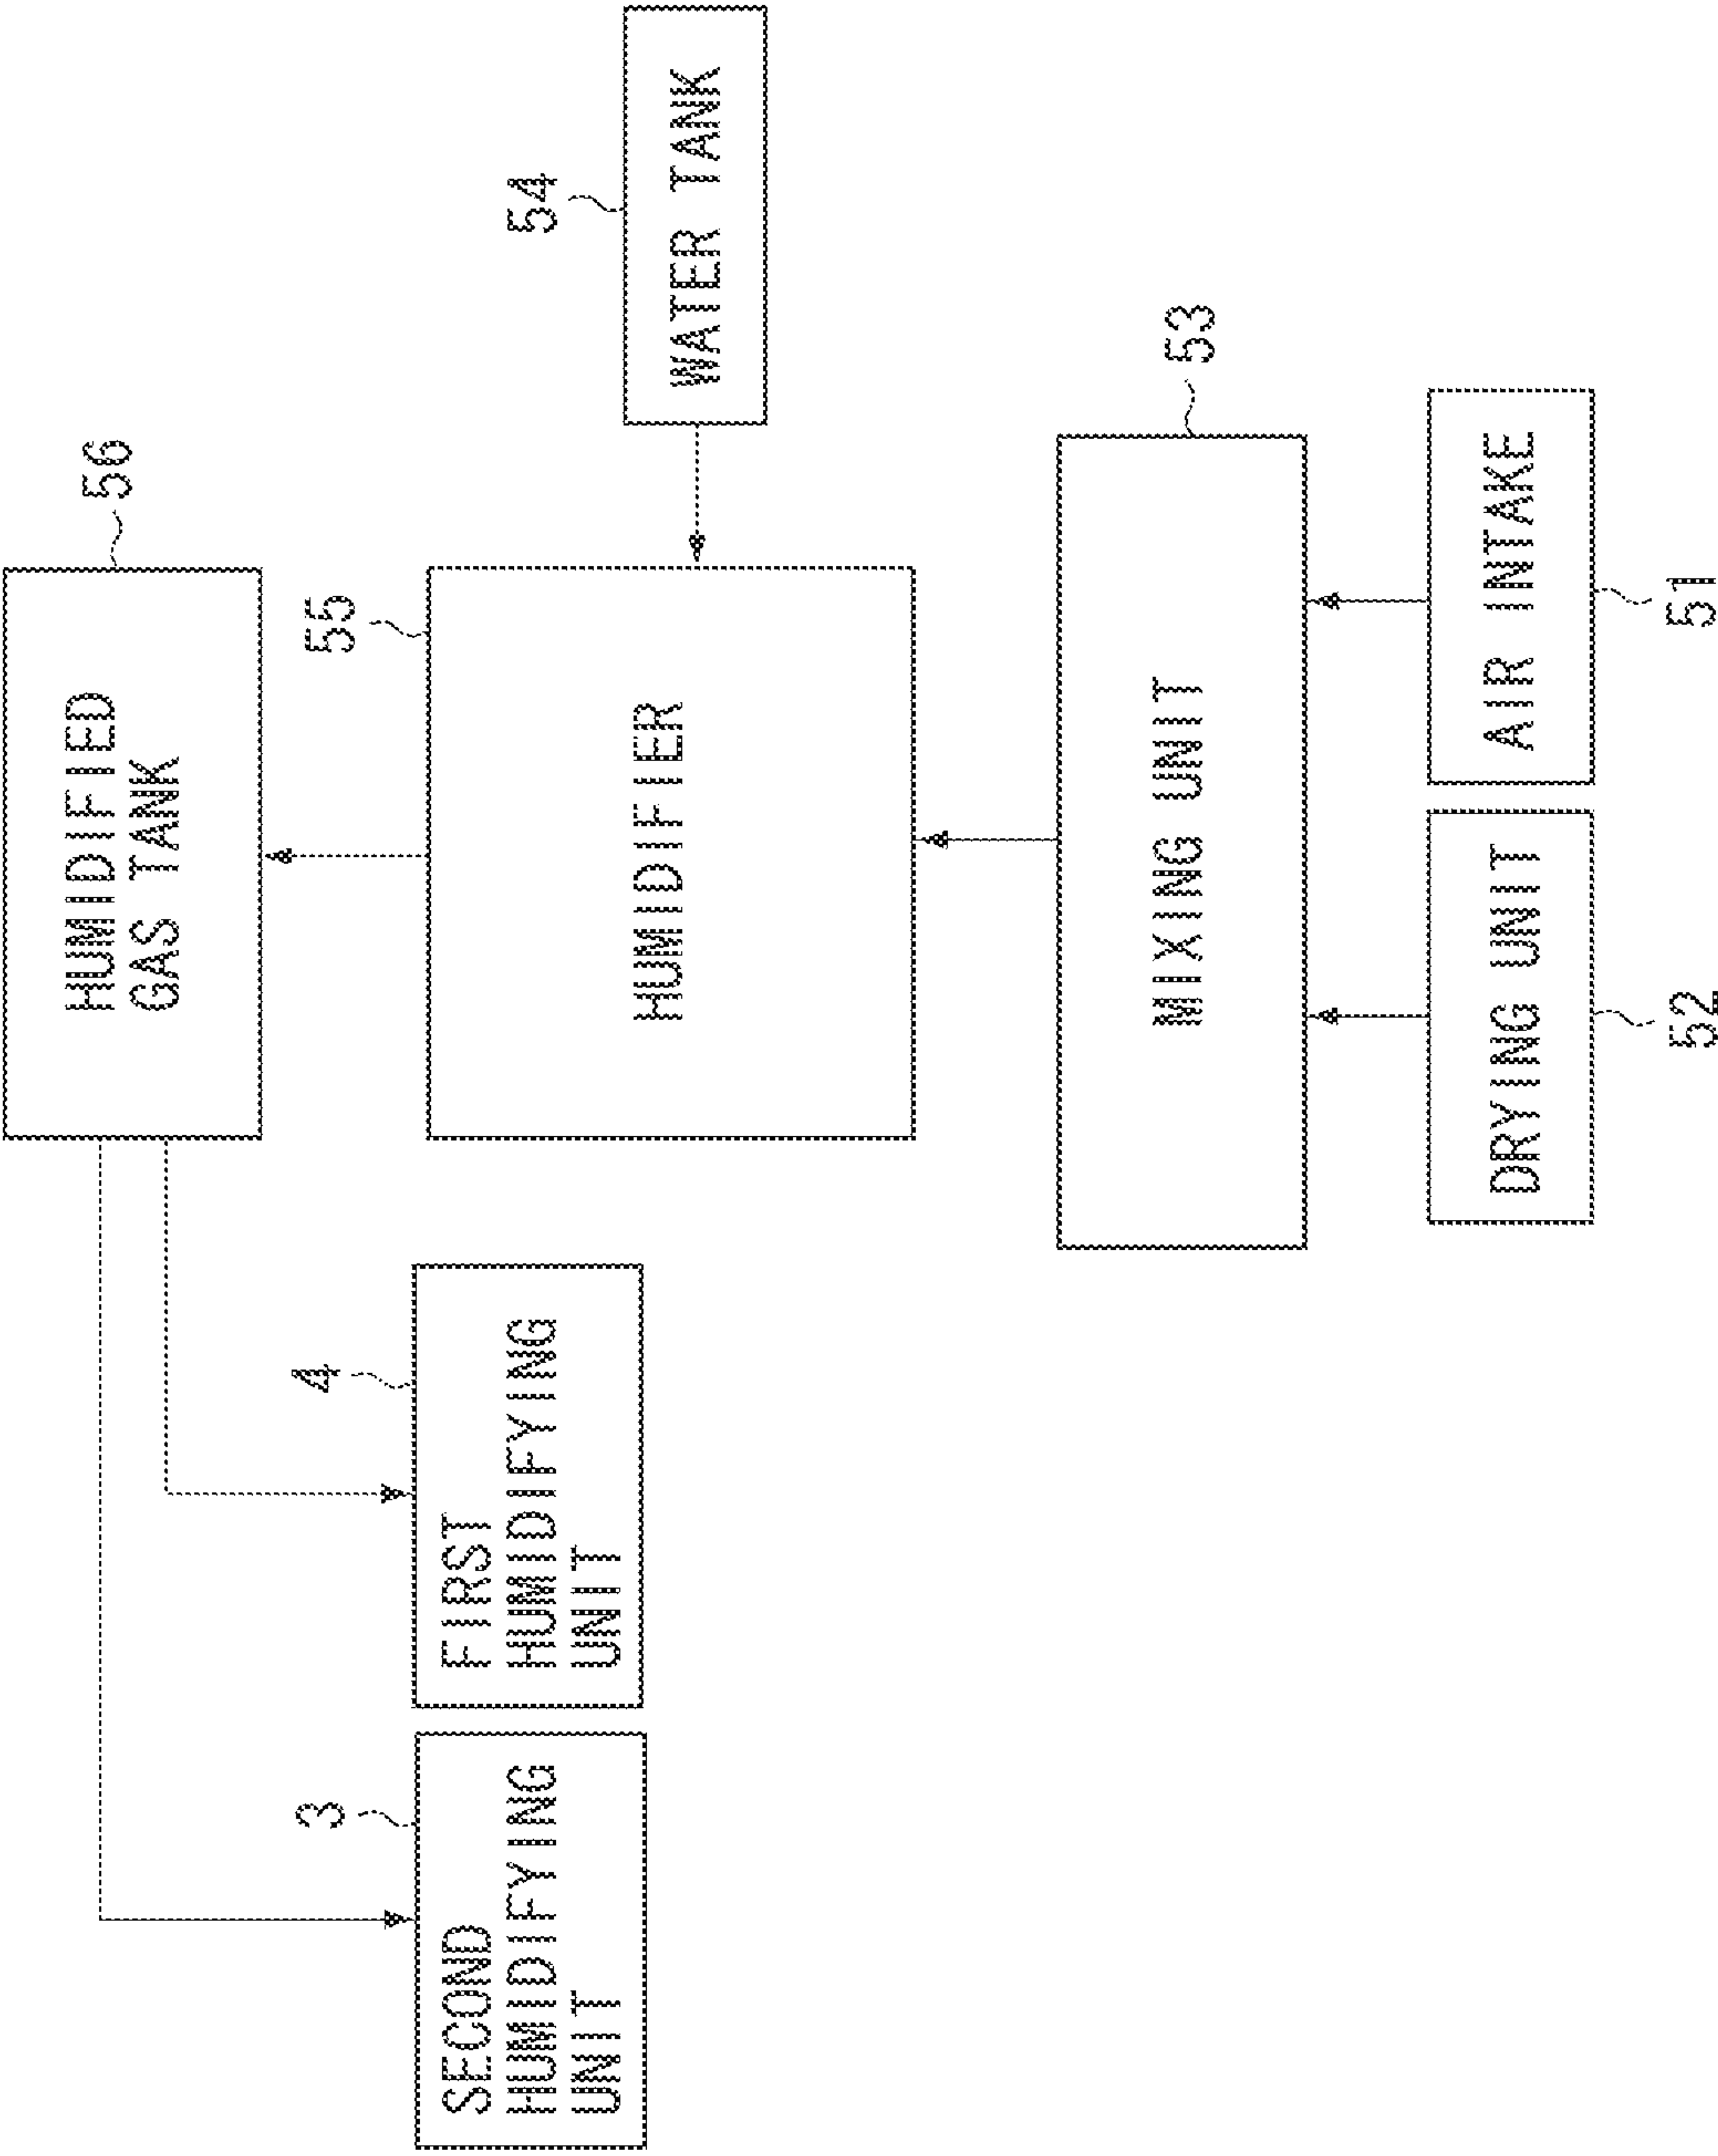 54
WATER TANK
56
HUMIDIFIED
GAS TANK
55
HUMIDIFIER
53
MIXING UNIT
AIR INTAKE
51
DRYING UNIT
52
4
FIRST
HUMIDIFYING
UNIT
3
SECOND
HUMIDIFYING
UNIT